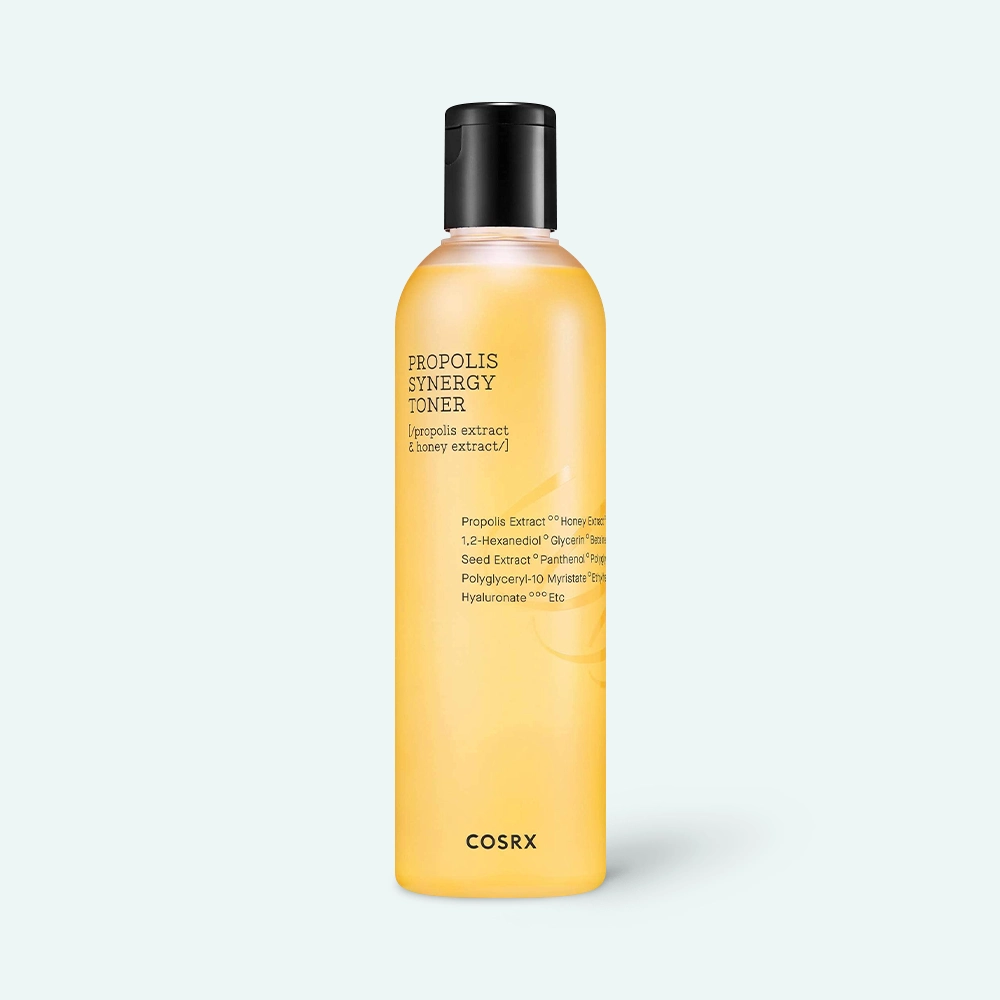 PROPOLIS
SYNERGY
TONER
[/propolis extract
& honey extract/]
Propolis Extract °° Honey Extract
1,2-Hexanediol ° Glycerin °
Seed Extract ° Panthenol °
Polyglyceryl-10 Myristate °
Hyaluronate °°° Etc
COSRX